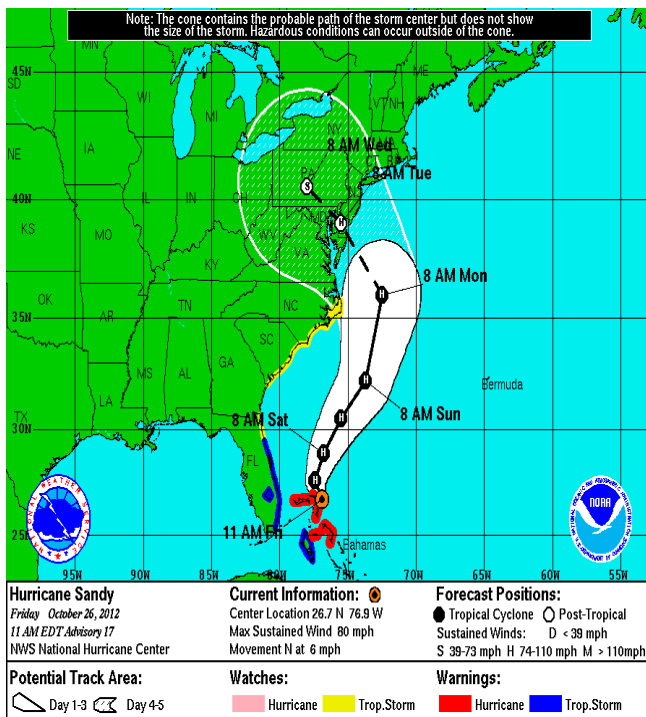 Note: The cone contains the probable path of the storm center but does not show
the size of the storm. Hazardous conditions can occur outside of the cone.
MN
ME
45N
SD
WI
VT NH
MI
NY
8 AM Wed
NE
IA
PA
8 AM Tue
40N
IL
IN
OH
MD
KS
MO
WV
VA
KY
8 AM Mon
OK
TN
NC
35N
AR
SC
MS
AL
GA
Bermuda
LA
8 AM Sun
TX
8 AM Sat
30N
FL
NOAA
11 AM Fri
25N
Bahamas
95W
90W
85W
80W
75W
70W
65W
60W
55W
H
H
H
H
H
H
S
NATIONAL WEATHER SERVICE
Hurricane Sandy
Friday October 26, 2012
11 AM EDT Advisory 17
NWS National Hurricane Center
Current Information:
Center Location 26.7 N 76.9 W
Max Sustained Wind 80 mph
Movement N at 6 mph
Forecast Positions:
Tropical Cyclone Post-Tropical
Sustained Winds: D < 39 mph
S 39-73 mph H 74-110 mph M > 110mph
Potential Track Area:
Day 1-3 Day 4-5
Watches:
Hurricane Trop.Storm
Warnings:
Hurricane Trop.Storm